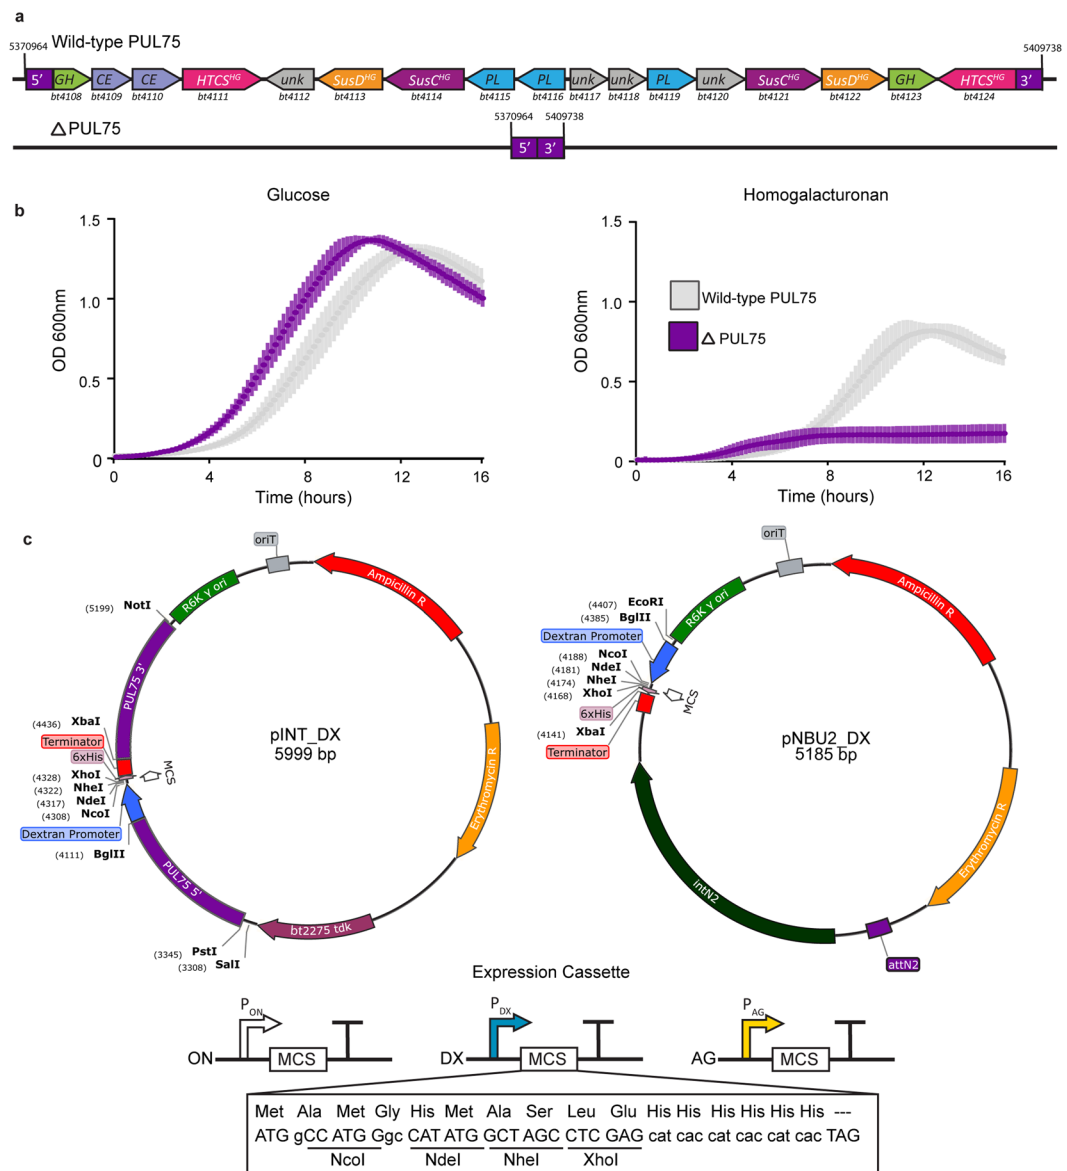 a
Wild-type PUL75
5370964
5409738
5′ GH CE CE HTCS^HG unk SusD^HG SusC^HG PL PL unk unk PL unk SusC^HG SusD^HG GH HTCS^HG 3′
bt4108 bt4109 bt4110 bt4111 bt4112 bt4113 bt4114 bt4115 bt4116 bt4117 bt4118 bt4119 bt4120 bt4121 bt4122 bt4123 bt4124
△PUL75
5370964 5409738
5′ 3′
b
Glucose
OD 600nm
1.5
1.0
0.5
0
0 4 8 12 16
Time (hours)
Homogalacturonan
OD 600nm
1.5
1.0
0.5
0
0 4 8 12 16
Time (hours)
Wild-type PUL75
△ PUL75
c
pINT_DX
5999 bp
oriT
Ampicillin R
Erythromycin R
bt2275 tdk
(3308) SalI
(3345) PstI
PUL75 5'
(4111) BglII
Dextran Promoter
(4308) NcoI
(4317) NdeI
(4322) NheI
(4328) XhoI
MCS
6xHis
Terminator
(4436) XbaI
PUL75 3'
(5199) NotI
R6K γ ori
pNBU2_DX
5185 bp
oriT
Ampicillin R
Erythromycin R
attN2
intN2
Terminator
(4141) XbaI
6xHis
(4168) XhoI
(4174) NheI
(4181) NdeI
(4188) NcoI
MCS
Dextran Promoter
(4385) BglII
(4407) EcoRI
R6K γ ori
Expression Cassette
ON P_ON MCS
DX P_DX MCS
AG P_AG MCS
Met Ala Met Gly His Met Ala Ser Leu Glu His His His His His His ---
ATG gCC ATG Ggc CAT ATG GCT AGC CTC GAG cat cac cat cac cat cac TAG
NcoI NdeI NheI XhoI